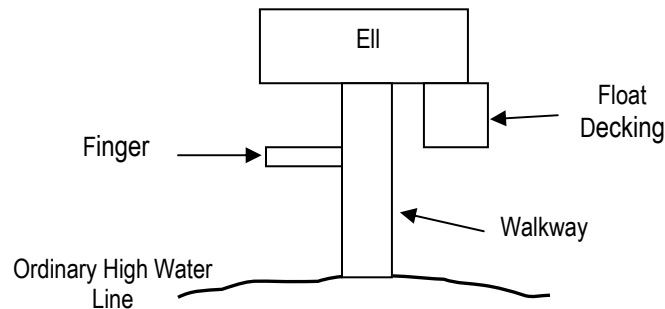 Ell
Float
Decking
Finger
Walkway
Ordinary High Water
Line